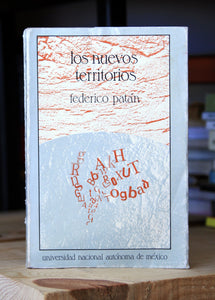 los nuevos
territorios
federico patán
universidad nacional autónoma de méxico